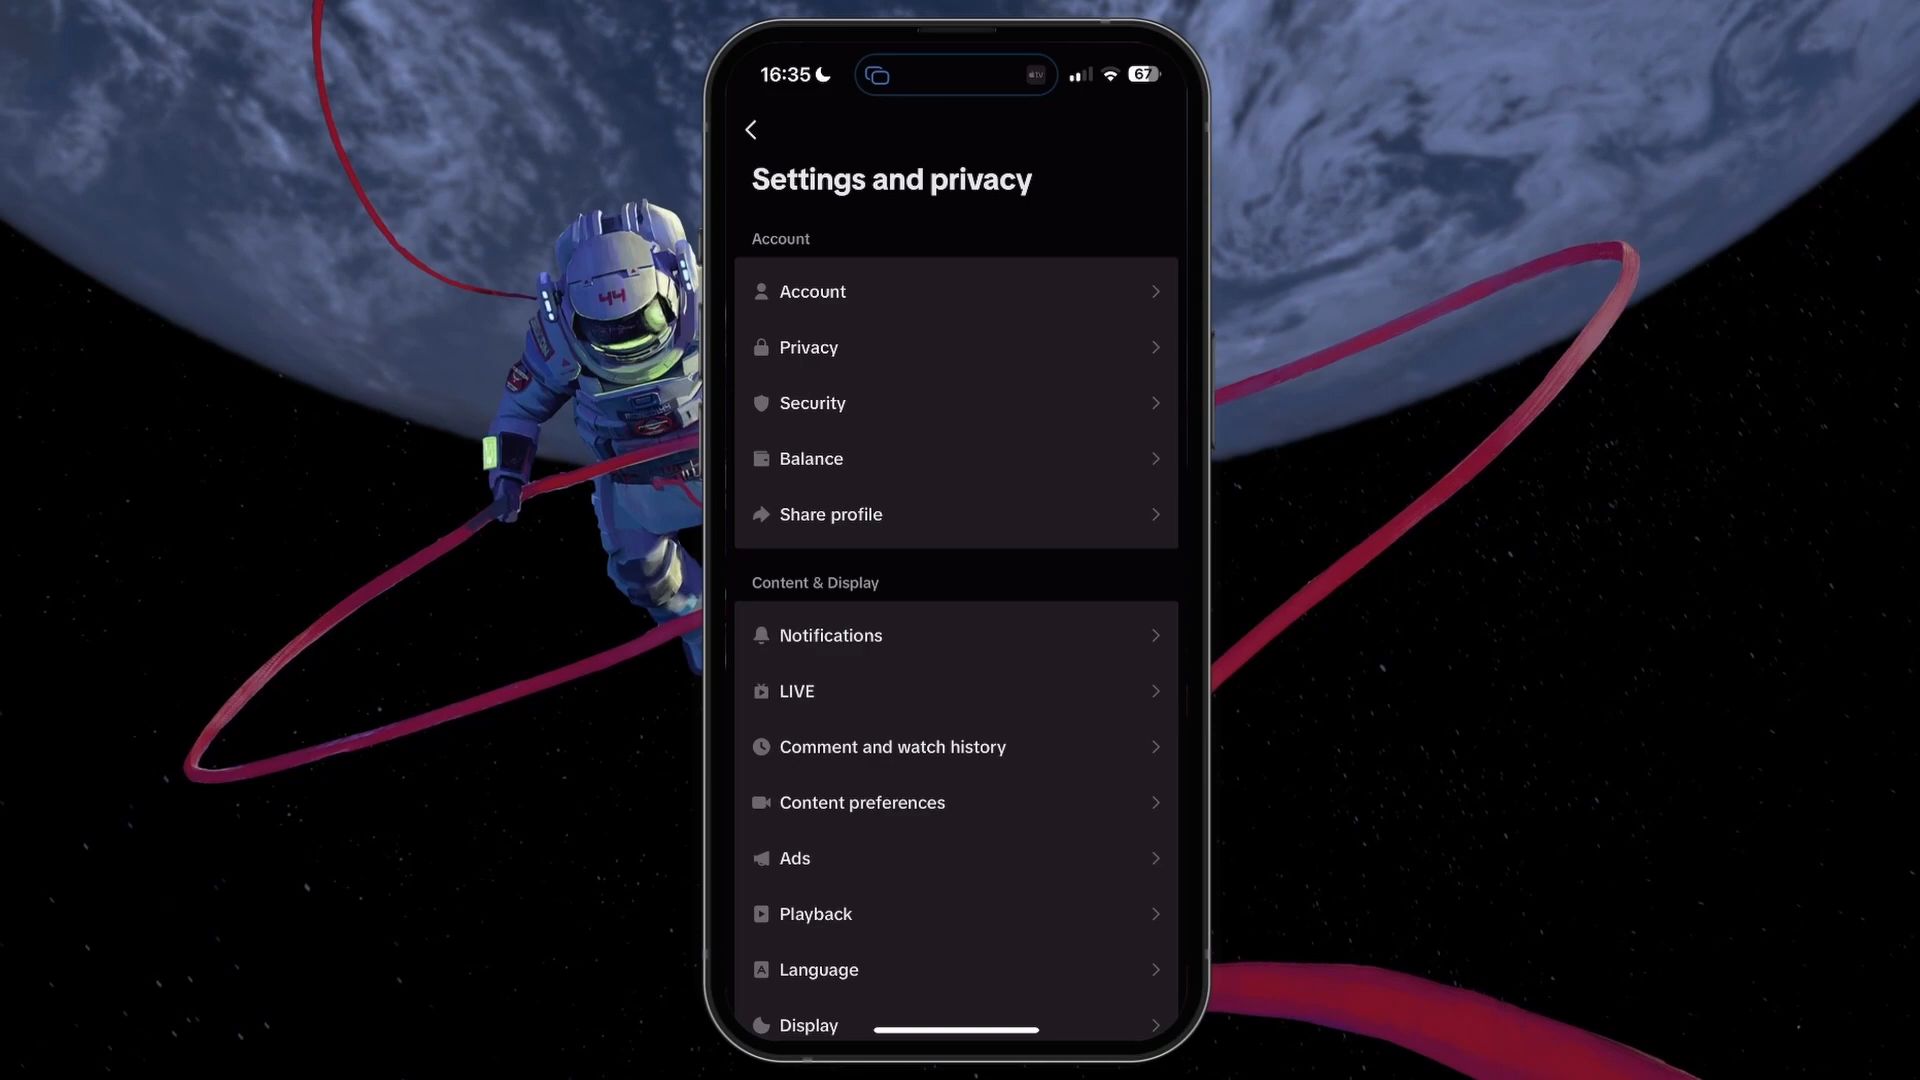 16:35
67
Settings and privacy
Account
Account
Privacy
Security
Balance
Share profile
Content & Display
Notifications
LIVE
Comment and watch history
Content preferences
Ads
Playback
Language
Display
44